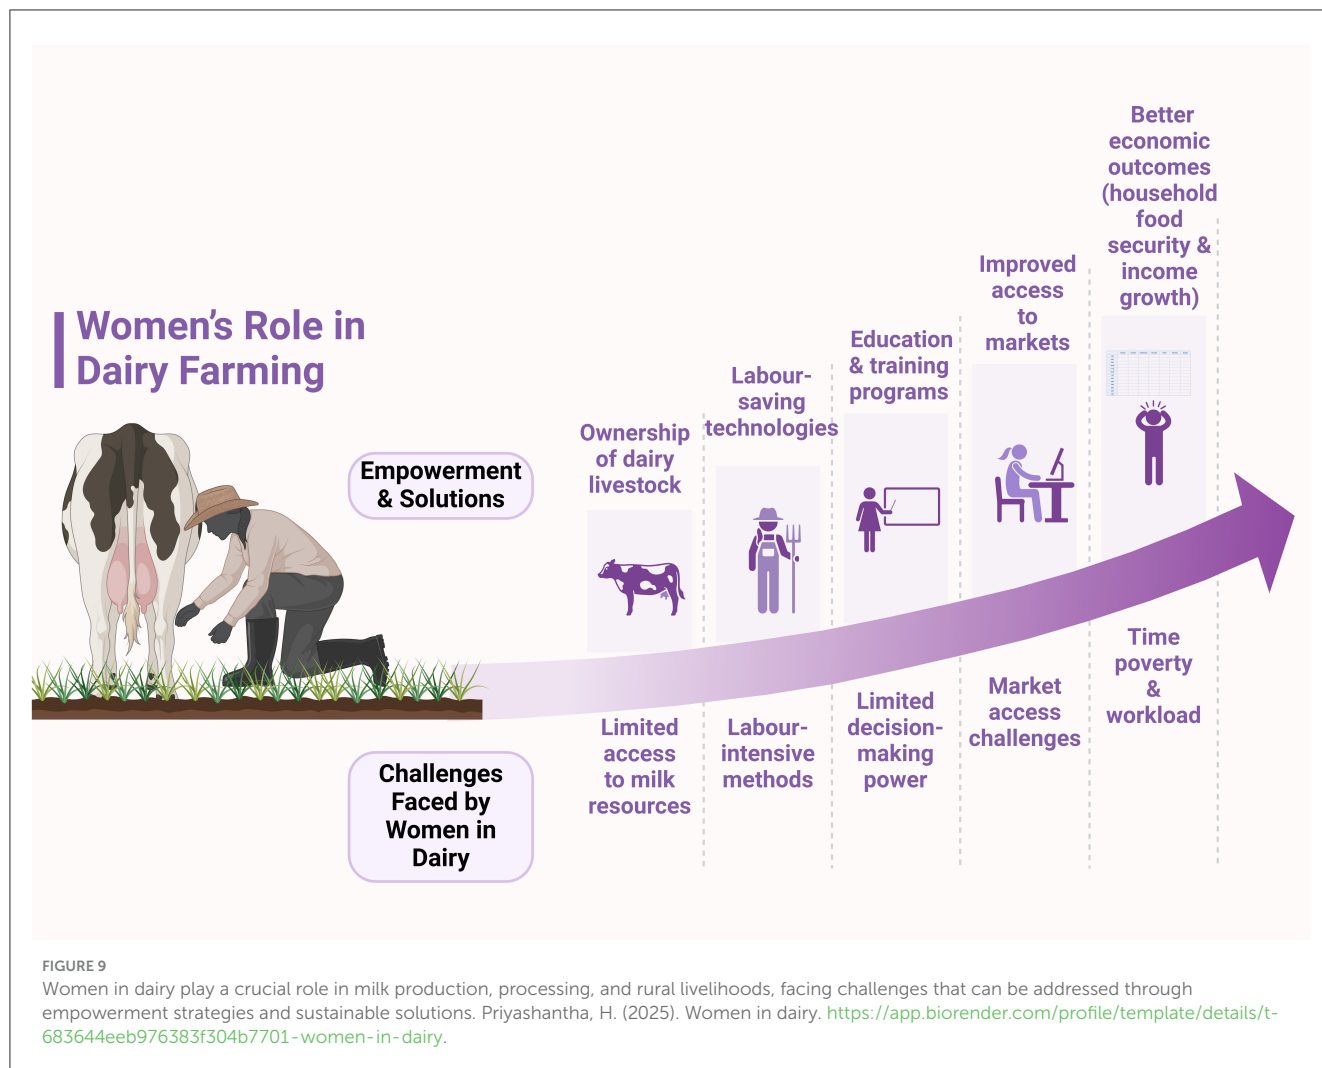 Women’s Role in
Dairy Farming
Empowerment
& Solutions
Ownership
of dairy
livestock
Labour-
saving
technologies
Education
& training
programs
Improved
access
to
markets
Better
economic
outcomes
(household
food
security &
income
growth)
Challenges
Faced by
Women in
Dairy
Limited
access
to milk
resources
Labour-
intensive
methods
Limited
decision-
making
power
Market
access
challenges
Time
poverty
&
workload
FIGURE 9
Women in dairy play a crucial role in milk production, processing, and rural livelihoods, facing challenges that can be addressed through
empowerment strategies and sustainable solutions. Priyashantha, H. (2025). Women in dairy. https://app.biorender.com/profile/template/details/t-
683644eeb976383f304b7701-women-in-dairy.